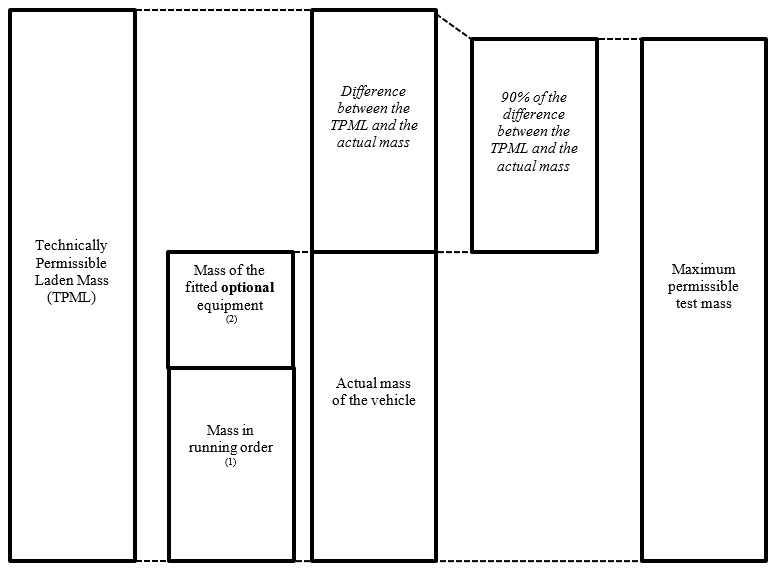 Technically
Permissible
Laden Mass
(TPML)
Mass of the
fitted optional
equipment
(2)
Mass in
running order
(1)
Difference
between the
TPML and the
actual mass
Actual mass
of the vehicle
90% of the
difference
between the
TPML and the
actual mass
Maximum
permissible
test mass